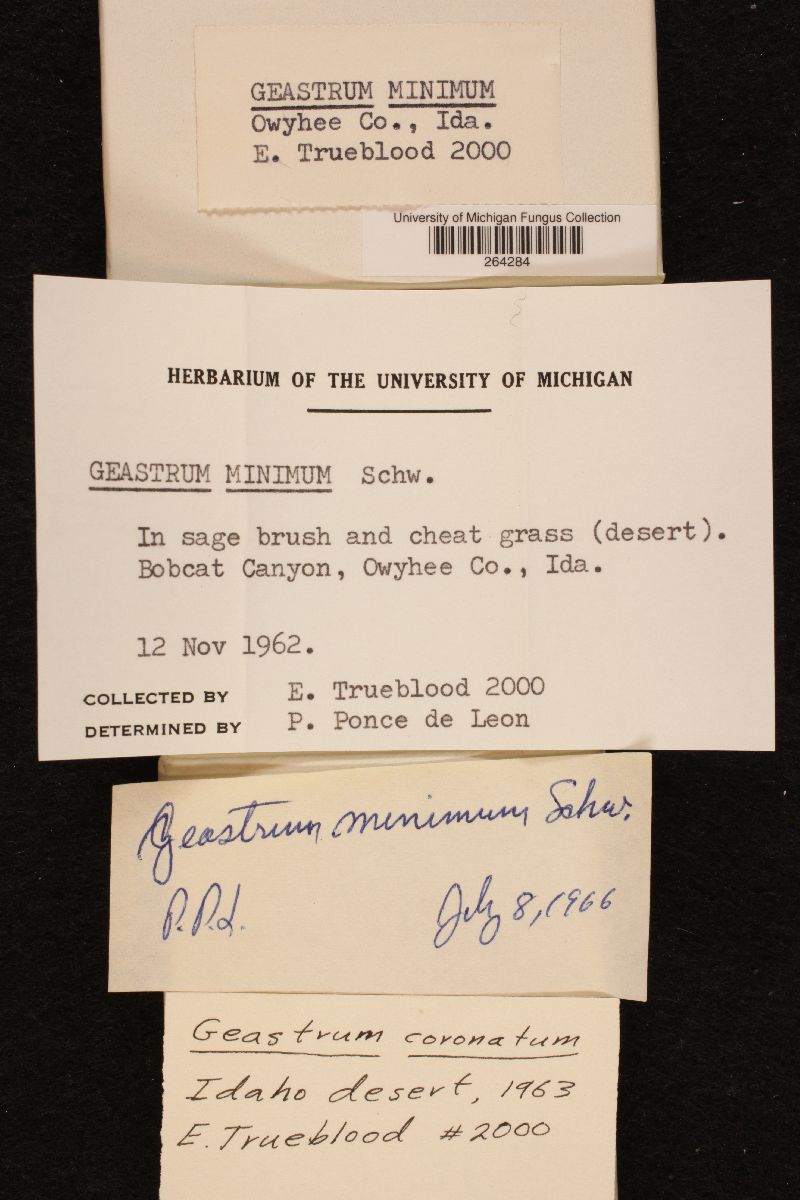 GEASTRUM MINIMUM
Owyhee Co., Ida.
E. Trueblood 2000
University of Michigan Fungus Collection
264284
HERBARIUM OF THE UNIVERSITY OF MICHIGAN
GEASTRUM MINIMUM Schw.
In sage brush and cheat grass (desert).
Bobcat Canyon, Owyhee Co., Ida.
12 Nov 1962.
COLLECTED BY E. Trueblood 2000
DETERMINED BY P. Ponce de Leon
Geastrum minimum Schw.
P.P.L. July 8, 1966
Geastrum coronatum
Idaho desert, 1963
E. Trueblood #2000